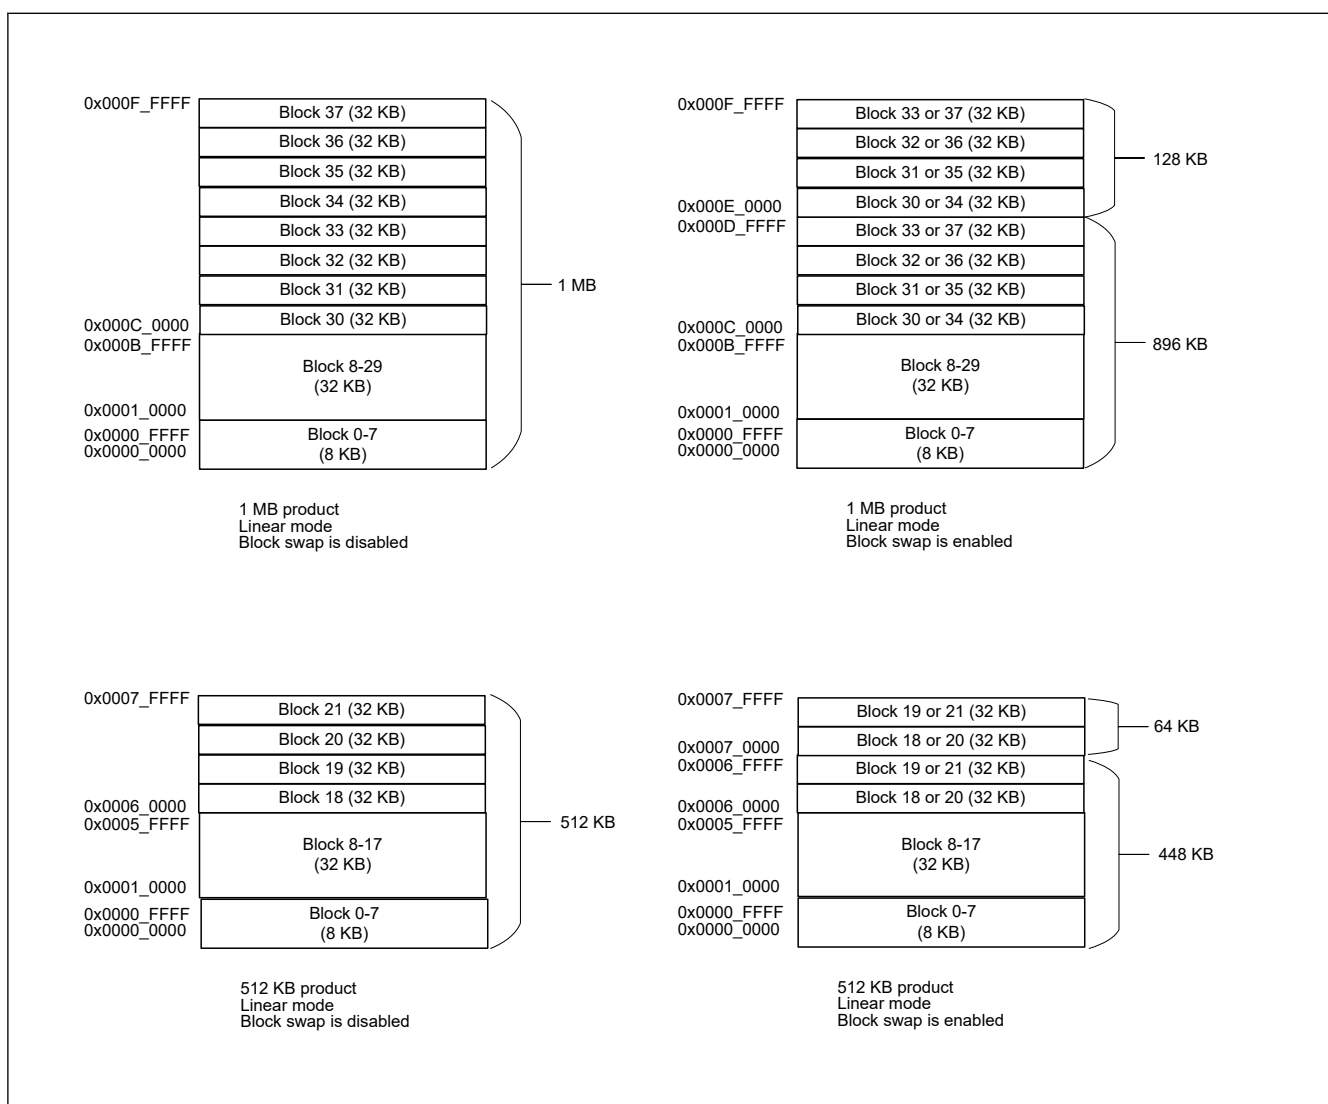 0x000F_FFFF
Block 37 (32 KB)
Block 36 (32 KB)
Block 35 (32 KB)
Block 34 (32 KB)
Block 33 (32 KB)
Block 32 (32 KB)
Block 31 (32 KB)
Block 30 (32 KB)
0x000C_0000
0x000B_FFFF
Block 8-29
(32 KB)
0x0001_0000
0x0000_FFFF
0x0000_0000
Block 0-7
(8 KB)
1 MB
1 MB product
Linear mode
Block swap is disabled
0x000F_FFFF
Block 33 or 37 (32 KB)
Block 32 or 36 (32 KB)
Block 31 or 35 (32 KB)
Block 30 or 34 (32 KB)
128 KB
0x000E_0000
0x000D_FFFF
Block 33 or 37 (32 KB)
Block 32 or 36 (32 KB)
Block 31 or 35 (32 KB)
Block 30 or 34 (32 KB)
0x000C_0000
0x000B_FFFF
Block 8-29
(32 KB)
896 KB
0x0001_0000
0x0000_FFFF
0x0000_0000
Block 0-7
(8 KB)
1 MB product
Linear mode
Block swap is enabled
0x0007_FFFF
Block 21 (32 KB)
Block 20 (32 KB)
Block 19 (32 KB)
Block 18 (32 KB)
0x0006_0000
0x0005_FFFF
Block 8-17
(32 KB)
512 KB
0x0001_0000
0x0000_FFFF
0x0000_0000
Block 0-7
(8 KB)
512 KB product
Linear mode
Block swap is disabled
0x0007_FFFF
Block 19 or 21 (32 KB)
Block 18 or 20 (32 KB)
64 KB
0x0007_0000
0x0006_FFFF
Block 19 or 21 (32 KB)
Block 18 or 20 (32 KB)
0x0006_0000
0x0005_FFFF
Block 8-17
(32 KB)
448 KB
0x0001_0000
0x0000_FFFF
0x0000_0000
Block 0-7
(8 KB)
512 KB product
Linear mode
Block swap is enabled